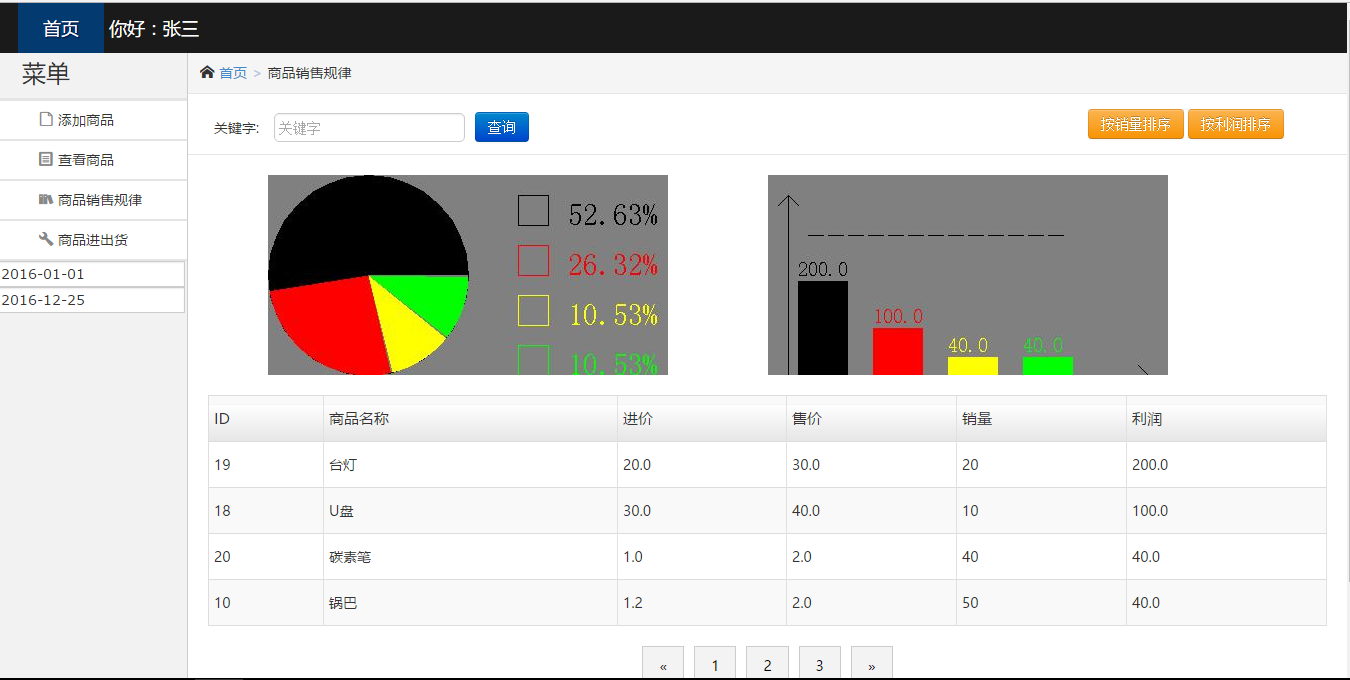 首页 你好：张三
菜单
首页 > 商品销售规律
添加商品
查看商品
商品销售规律
商品进出货
2016-01-01
2016-12-25
关键字: 关键字 查询 按销量排序 按利润排序
52.63%
26.32%
10.53%
10.53%
200.0
100.0
40.0
40.0
ID 商品名称 进价 售价 销量 利润
19 台灯 20.0 30.0 20 200.0
18 U盘 30.0 40.0 10 100.0
20 碳素笔 1.0 2.0 40 40.0
10 锅巴 1.2 2.0 50 40.0
« 1 2 3 »